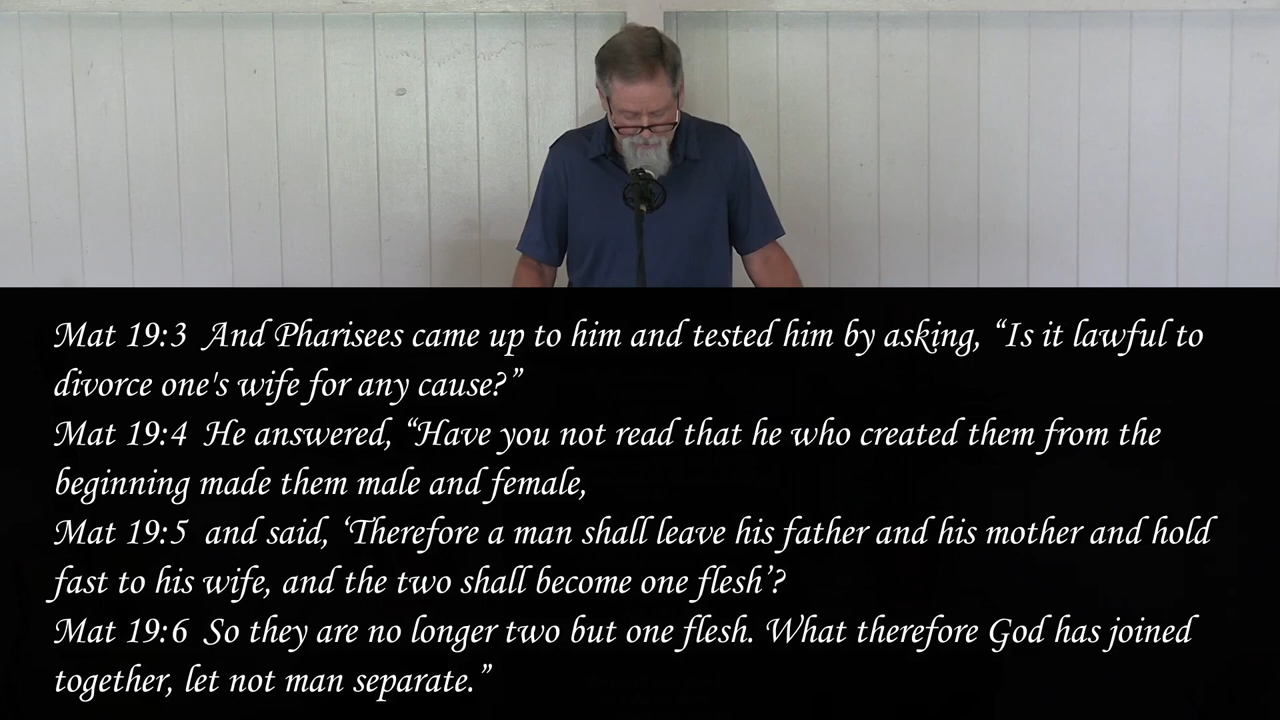 Mat 19:3  And Pharisees came up to him and tested him by asking, “Is it lawful to
divorce one's wife for any cause?”
Mat 19:4  He answered, “Have you not read that he who created them from the
beginning made them male and female,
Mat 19:5  and said, ‘Therefore a man shall leave his father and his mother and hold
fast to his wife, and the two shall become one flesh’?
Mat 19:6  So they are no longer two but one flesh. What therefore God has joined
together, let not man separate.”